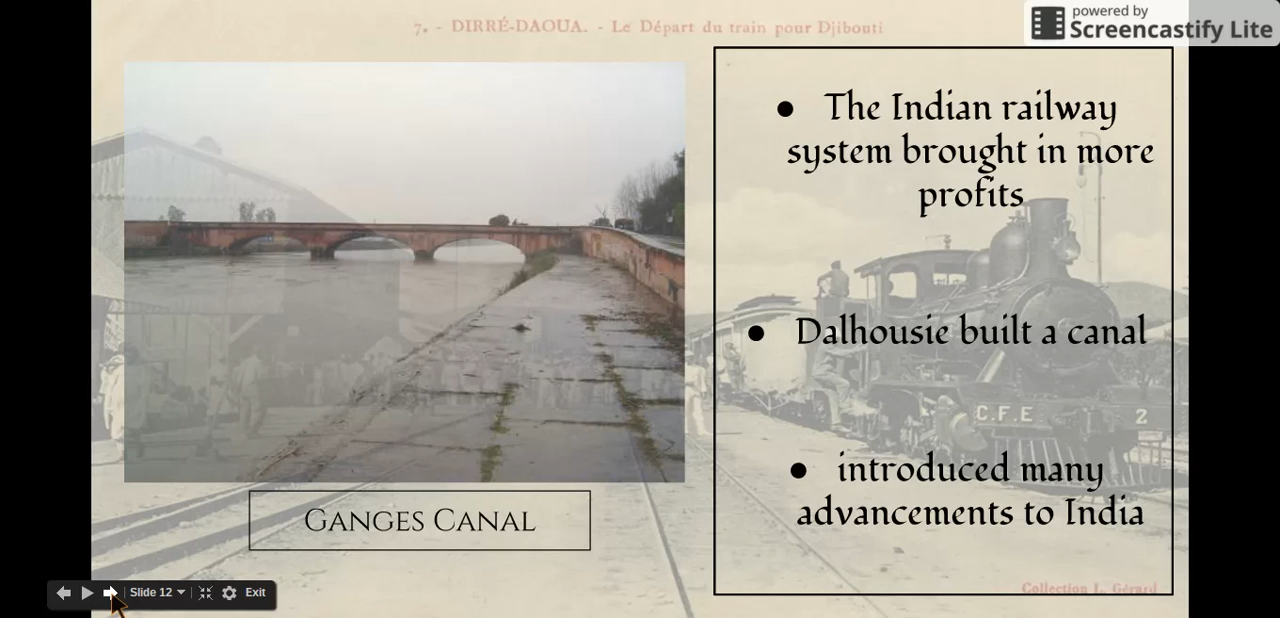 7. - DIRRÉ-DAOUA. - Le Départ du train pour Djibouti
powered by
Screencastify Lite
● The Indian railway
system brought in more
profits
● Dalhousie built a canal
C.F.E 2
● introduced many
advancements to India
GANGES CANAL
Collection L. Gérard
Slide 12
Exit